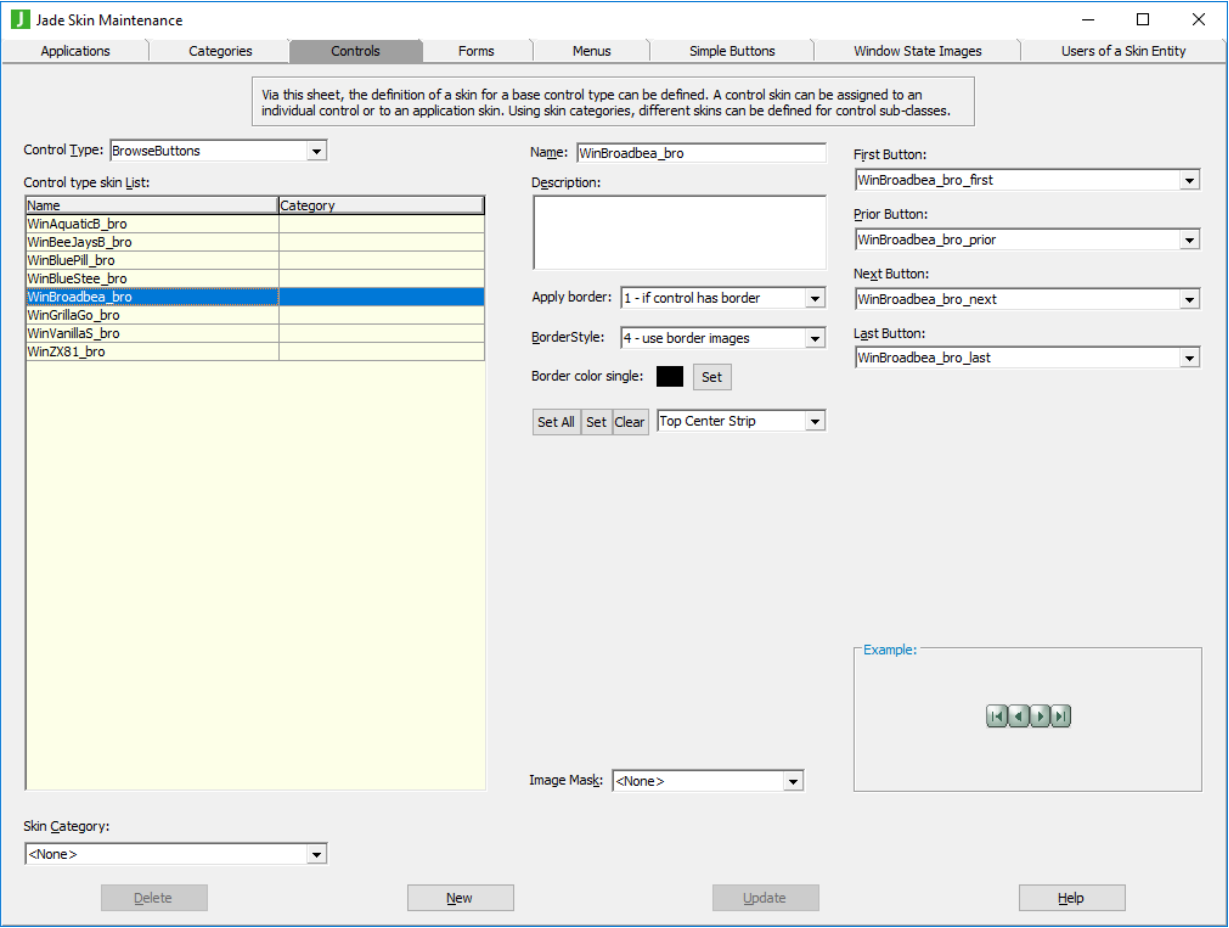 Jade Skin Maintenance
Applications
Categories
Controls
Forms
Menus
Simple Buttons
Window State Images
Users of a Skin Entity
Via this sheet, the definition of a skin for a base control type can be defined. A control skin can be assigned to an
individual control or to an application skin. Using skin categories, different skins can be defined for control sub-classes.
Control Type: BrowseButtons
Control type skin List:
Name Category
WinAquaticB_bro
WinBeeJaysB_bro
WinBluePill_bro
WinBlueStee_bro
WinBroadbea_bro
WinGrillaGo_bro
WinVanillaS_bro
WinZX81_bro
Skin Category:
<None>
Name: WinBroadbea_bro
Description:
Apply border: 1 - if control has border
BorderStyle: 4 - use border images
Border color single: Set
Set All Set Clear Top Center Strip
Image Mask: <None>
First Button:
WinBroadbea_bro_first
Prior Button:
WinBroadbea_bro_prior
Next Button:
WinBroadbea_bro_next
Last Button:
WinBroadbea_bro_last
Example:
Delete
New
Update
Help